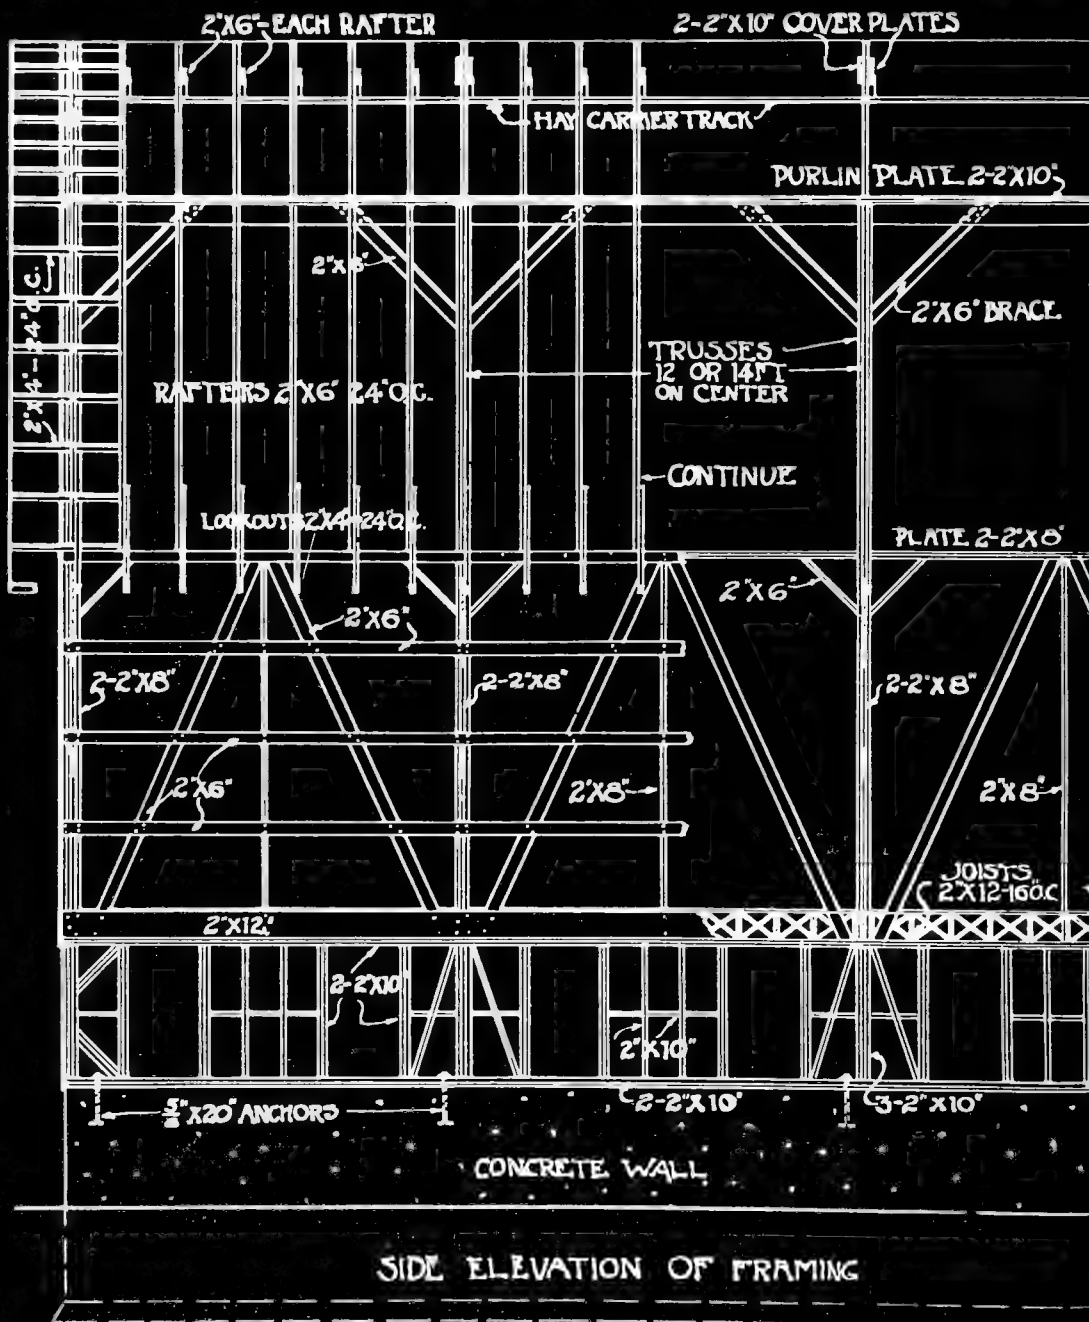 2"X6"-EACH RAFTER
2-2"X10" COVER PLATES
HAY CARRIER TRACK
PURLIN PLATE 2-2"X10"
2"X6"
2"X6" BRACE
2"X4"-24" O.C.
TRUSSES
12 OR 14 FT
ON CENTER
RAFTERS 2"X6" 24" O.C.
CONTINUE
LOOKOUTS 2"X4"-24" O.C.
PLATE 2-2"X8"
2"X6"
2"X6"
2-2"X8"
2-2"X8"
2-2"X8"
2"X6"
2"X8"
2"X8"
JOISTS
2"X12-16 O.C
2"X12"
2-2"X10"
2"X10"
5/8"X20" ANCHORS
2-2"X10"
3-2"X10"
CONCRETE WALL
SIDE ELEVATION OF FRAMING